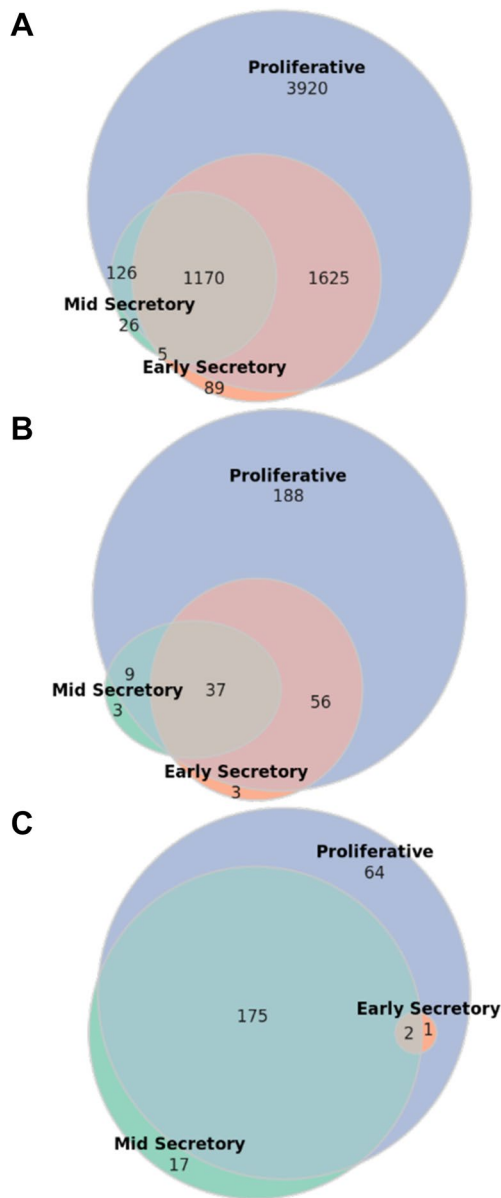 A
Proliferative
3920
126
1170
1625
Mid Secretory
26
5
Early Secretory
89
B
Proliferative
188
9
Mid Secretory
3
37
56
Early Secretory
3
C
Proliferative
64
175
Early Secretory
2
1
Mid Secretory
17